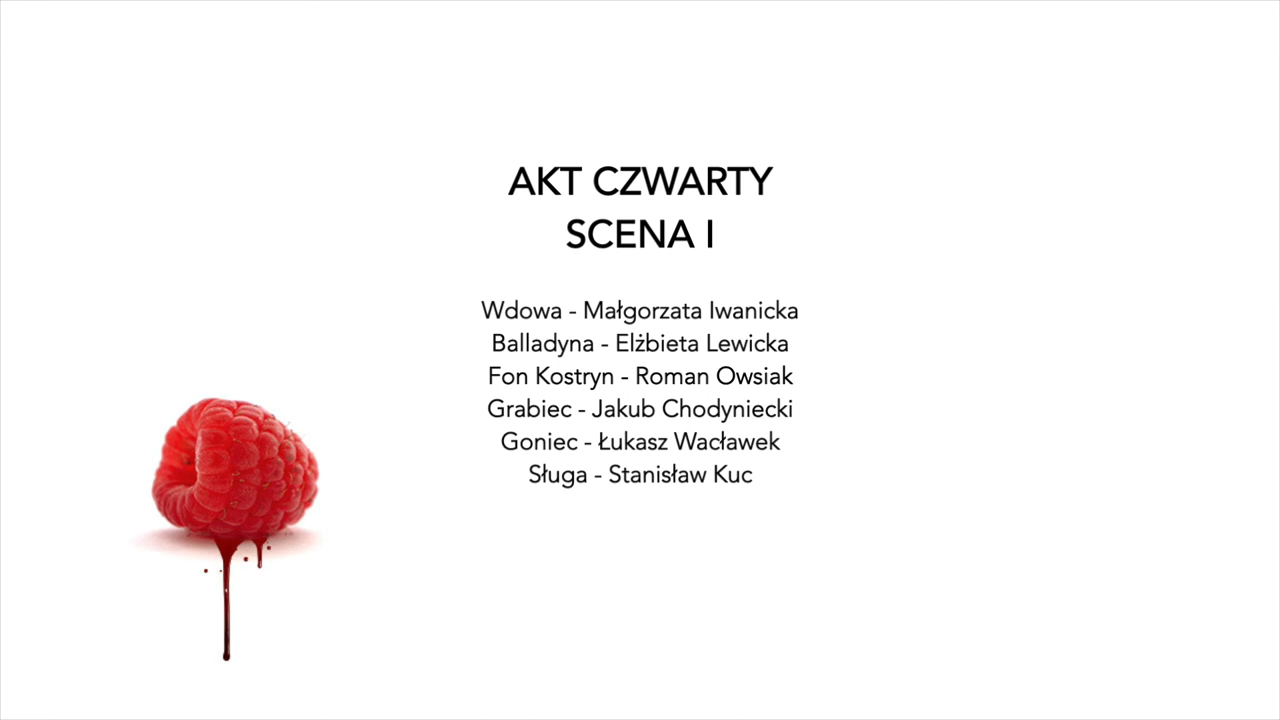 AKT CZWARTY
SCENA I
Wdowa - Małgorzata Iwanicka
Balladyna - Elżbieta Lewicka
Fon Kostryn - Roman Owsiak
Grabiec - Jakub Chodyniecki
Goniec - Łukasz Wacławek
Sługa - Stanisław Kuc